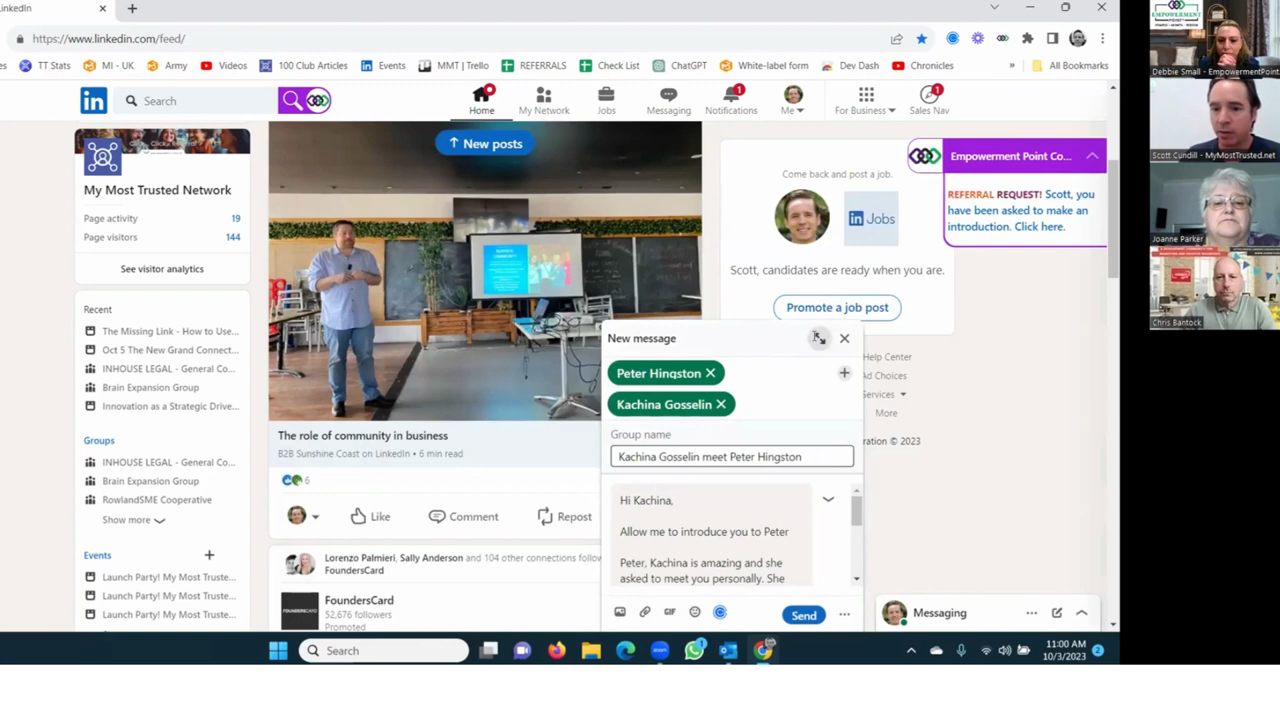 LinkedIn
https://www.linkedin.com/feed/
TT Stats
MI - UK
Army
Videos
100 Club Articles
Events
MMT | Trello
REFERRALS
Check List
ChatGPT
White-label form
Dev Dash
Chronicles
»
All Bookmarks
in
Search
Home
My Network
Jobs
Messaging
1
Notifications
Me
For Business
1
Sales Nav
My Most Trusted Network
Page activity 19
Page visitors 144
See visitor analytics
Recent
The Missing Link - How to Use...
Oct 5 The New Grand Connect...
INHOUSE LEGAL - General Co...
Brain Expansion Group
Innovation as a Strategic Drive...
Groups
INHOUSE LEGAL - General Co...
Brain Expansion Group
RowlandSME Cooperative
Show more
Events
Launch Party! My Most Truste...
Launch Party! My Most Truste...
Launch Party! My Most Truste...
New posts
The role of community in business
B2B Sunshine Coast on LinkedIn • 6 min read
6
Like
Comment
Repost
Lorenzo Palmieri, Sally Anderson and 104 other connections follow
FoundersCard
FOUNDERSCARD
FoundersCard
52,676 followers
Promoted
Come back and post a job.
in Jobs
Scott, candidates are ready when you are.
Promote a job post
Empowerment Point Co...
REFERRAL REQUEST! Scott, you
have been asked to make an
introduction. Click here.
Help Center
Ad Choices
Services
More
ration © 2023
New message
Peter Hingston
Kachina Gosselin
Group name
Kachina Gosselin meet Peter Hingston
Hi Kachina,
Allow me to introduce you to Peter
Peter, Kachina is amazing and she
asked to meet you personally. She
GIF
Send
Messaging
Search
zoom
1
11:00 AM
10/3/2023
2
EMPOWERMENT
Debbie Small - EmpowermentPoint
Scott Cundill - MyMostTrusted.net
Joanne Parker
Chris Bantock